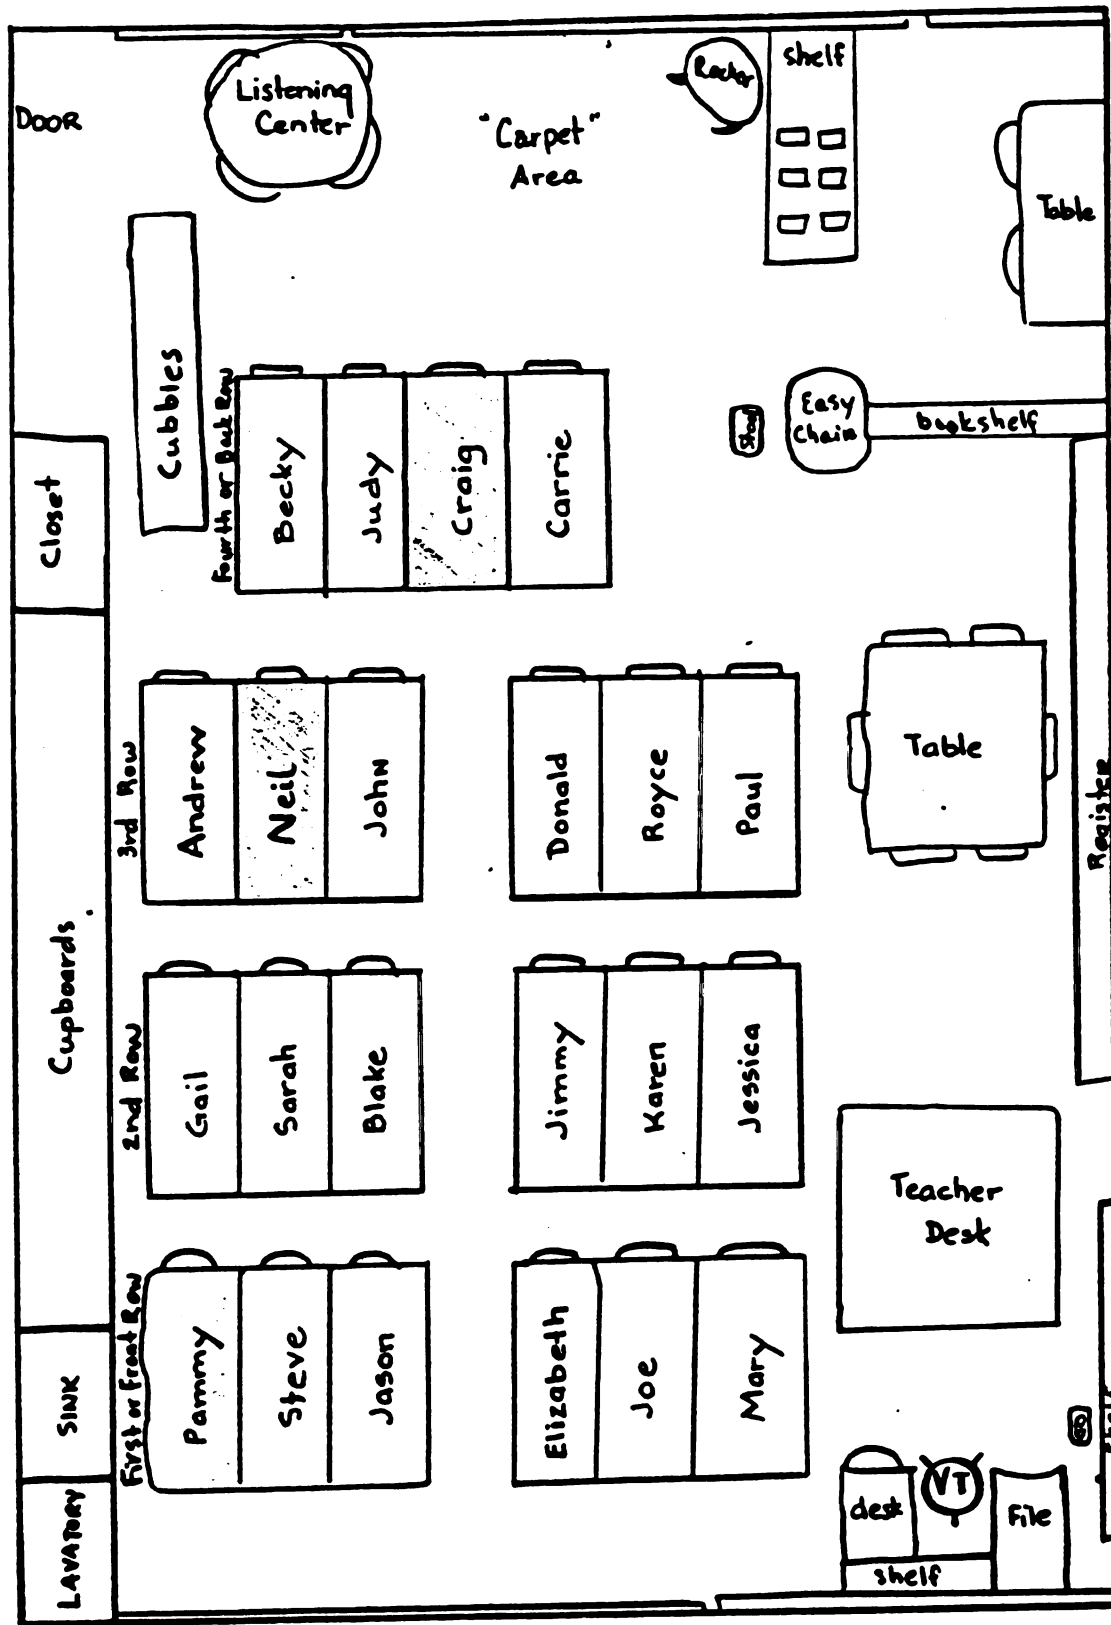 DOOR
Listening
Center
"Carpet"
Area
Rocker
shelf
Table
Cubbles
Easy
Chair
bookshelf
Closet
Fourth or Back Row
Becky
Judy
Craig
Carrie
Cupboards
3rd Row
Andrew
Neil
John
Donald
Royce
Paul
Table
Register
2nd Row
Gail
Sarah
Blake
Jimmy
Karen
Jessica
Teacher
Desk
SINK
First or Front Row
Pammy
Steve
Jason
Elizabeth
Joe
Mary
LAVATORY
desk
VT
File
shelf